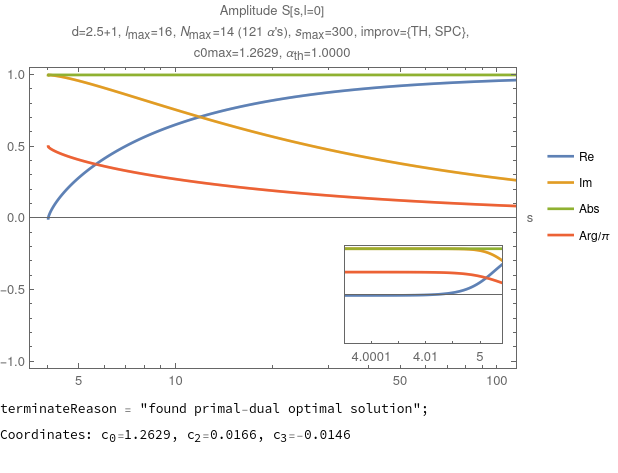 Amplitude S[s,l=0]
d=2.5+1, lmax=16, Nmax=14 (121 α's), smax=300, improv={TH, SPC},
c0max=1.2629, αth=1.0000
1.0
0.5
0.0
−0.5
−1.0
s
5
10
50
100
4.0001
4.01
5
Re
Im
Abs
Arg/π
terminateReason = "found primal-dual optimal solution";
Coordinates: c0=1.2629, c2=0.0166, c3=-0.0146